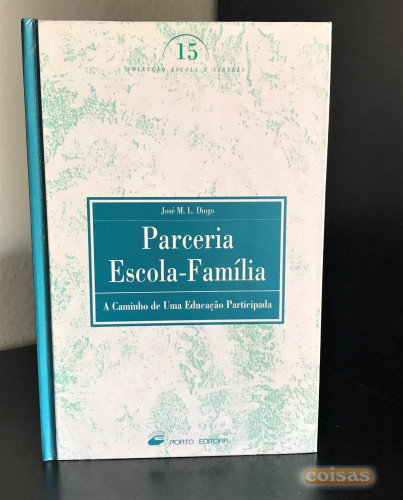 15
COLECÇÃO ESCOLA E SABERES
José M. L. Diogo
Parceria
Escola-Família
A Caminho de Uma Educação Participada
PORTO EDITORA
coisas